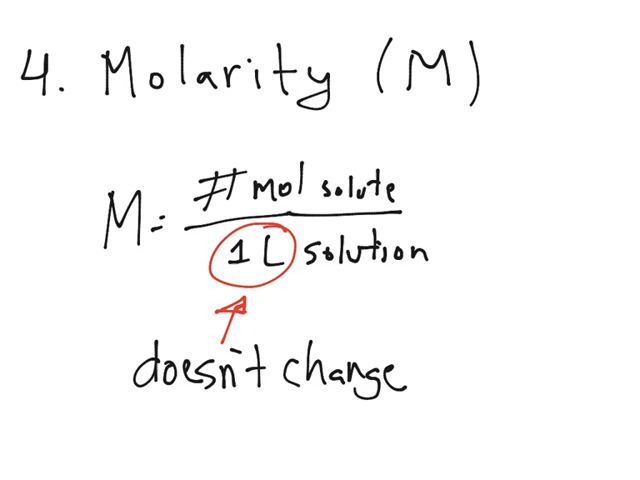 4. Molarity (M)
M = # mol solute
1 L solution
doesn't change